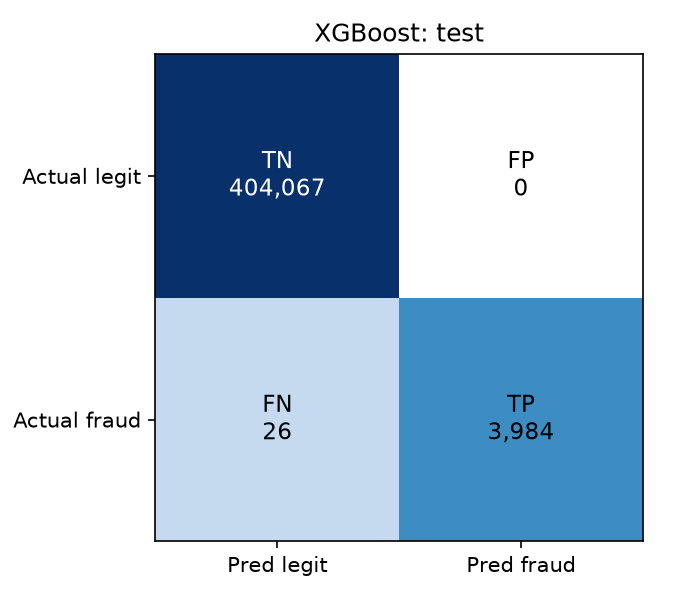 XGBoost: test
Actual legit
TN
404,067
FP
0
Actual fraud
FN
26
TP
3,984
Pred legit
Pred fraud